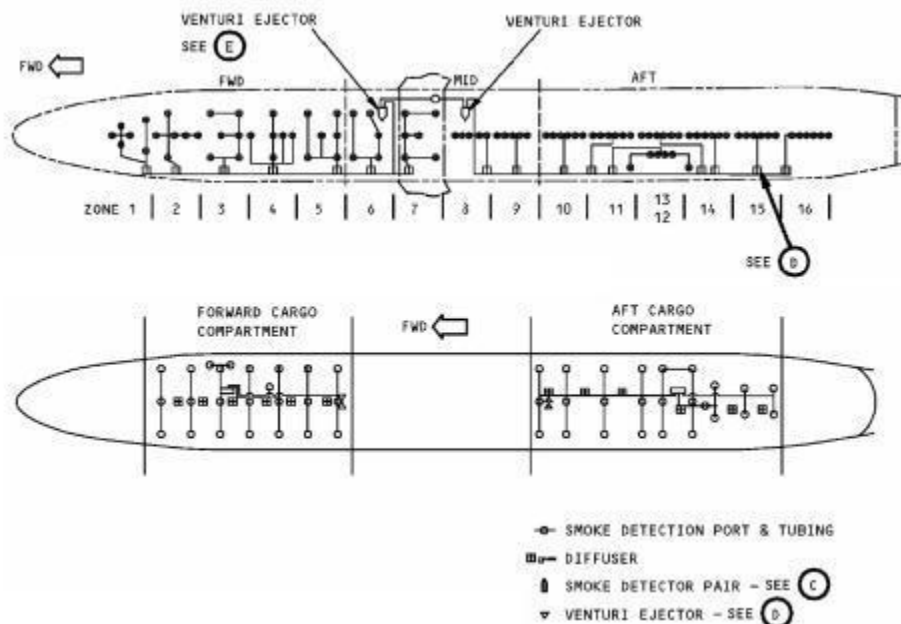 VENTURI EJECTOR
SEE E
VENTURI EJECTOR
FWD
FWD
MID
AFT
ZONE 1 2 3 4 5 6 7 8 9 10 11 13 12 14 15 16
SEE D
FORWARD CARGO
COMPARTMENT
FWD
AFT CARGO
COMPARTMENT
SMOKE DETECTION PORT & TUBING
DIFFUSER
SMOKE DETECTOR PAIR - SEE C
VENTURI EJECTOR - SEE D